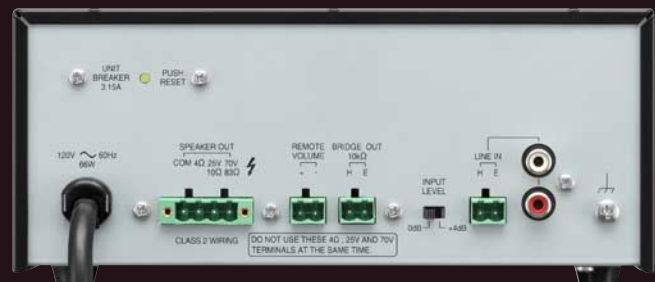 UNIT
BREAKER
3.15A
PUSH
RESET
120V ~ 60Hz
66W
SPEAKER OUT
COM 4Ω 25V 70V
10Ω 83Ω
CLASS 2 WIRING
REMOTE
VOLUME
+ -
BRIDGE OUT
10kΩ
H E
DO NOT USE THESE 4Ω, 25V AND 70V
TERMINALS AT THE SAME TIME.
INPUT
LEVEL
0dB +4dB
LINE IN
H E